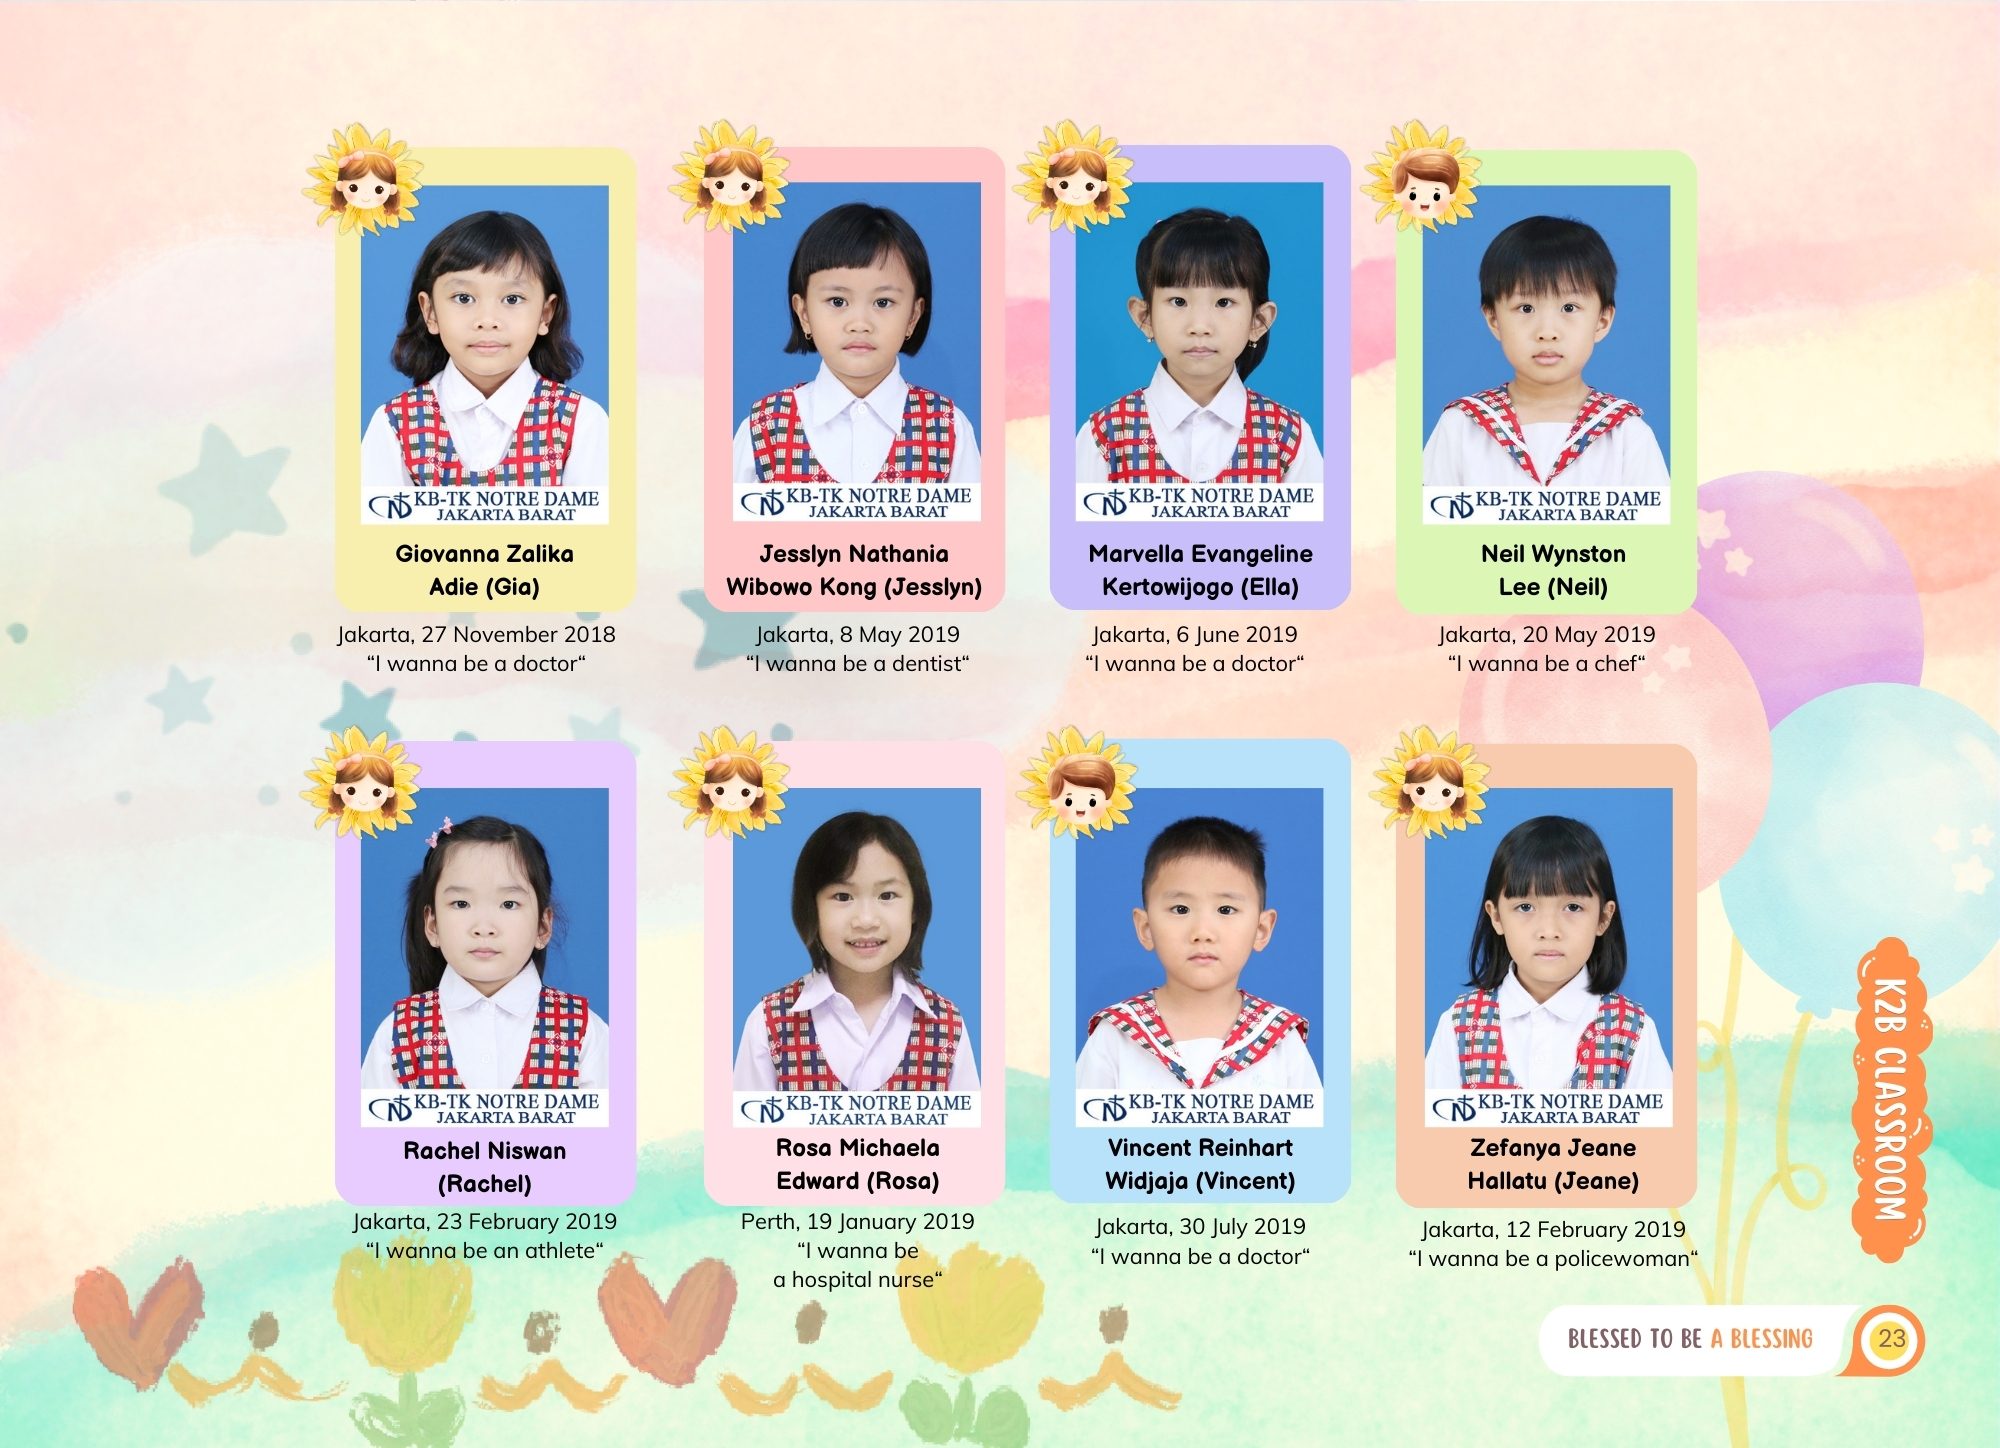 KB-TK NOTRE DAME
JAKARTA BARAT
Giovanna Zalika
Adie (Gia)
Jakarta, 27 November 2018
“I wanna be a doctor“
KB-TK NOTRE DAME
JAKARTA BARAT
Jesslyn Nathania
Wibowo Kong (Jesslyn)
Jakarta, 8 May 2019
“I wanna be a dentist“
KB-TK NOTRE DAME
JAKARTA BARAT
Marvella Evangeline
Kertowijogo (Ella)
Jakarta, 6 June 2019
“I wanna be a doctor“
KB-TK NOTRE DAME
JAKARTA BARAT
Neil Wynston
Lee (Neil)
Jakarta, 20 May 2019
“I wanna be a chef“
KB-TK NOTRE DAME
JAKARTA BARAT
Rachel Niswan
(Rachel)
Jakarta, 23 February 2019
“I wanna be an athlete“
KB-TK NOTRE DAME
JAKARTA BARAT
Rosa Michaela
Edward (Rosa)
Perth, 19 January 2019
“I wanna be
a hospital nurse“
KB-TK NOTRE DAME
JAKARTA BARAT
Vincent Reinhart
Widjaja (Vincent)
Jakarta, 30 July 2019
“I wanna be a doctor“
KB-TK NOTRE DAME
JAKARTA BARAT
Zefanya Jeane
Hallatu (Jeane)
Jakarta, 12 February 2019
“I wanna be a policewoman“
K2B CLASSROOM
BLESSED TO BE A BLESSING
23